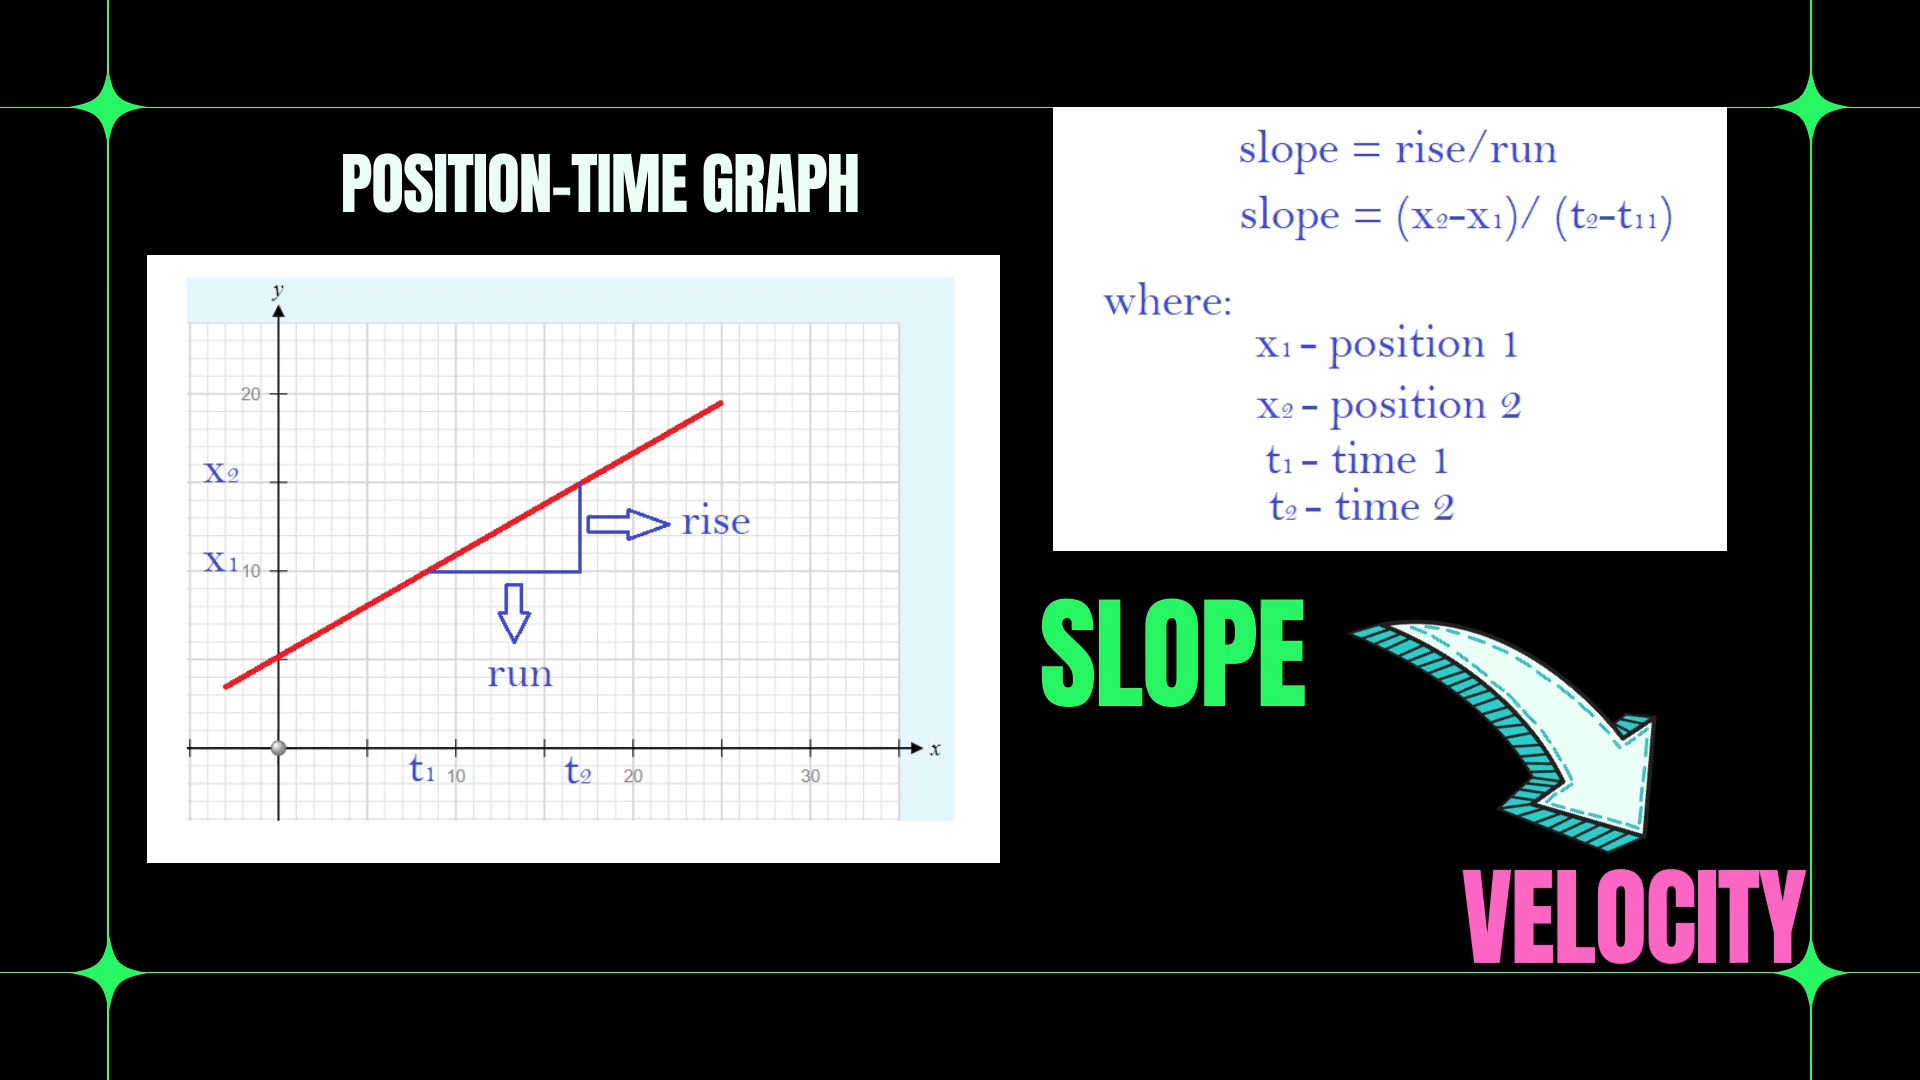 POSITION-TIME GRAPH
y
20
x2
x1 10
rise
run
x
t1 10 t2 20 30
slope = rise/run
slope = (x2-x1)/ (t2-t11)
where:
x1 - position 1
x2 - position 2
t1 - time 1
t2 - time 2
SLOPE
VELOCITY